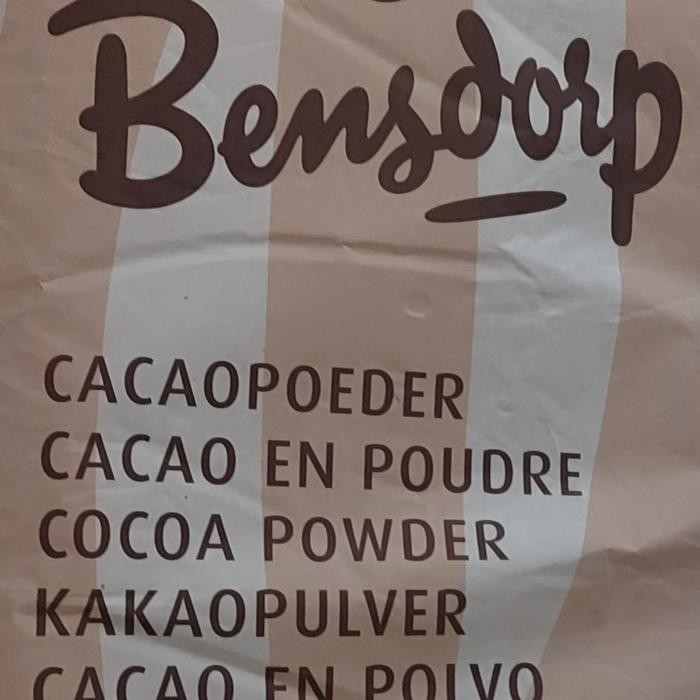 Bensdorp
CACAOPOEDER
CACAO EN POUDRE
COCOA POWDER
KAKAOPULVER
CACAO EN POLVO